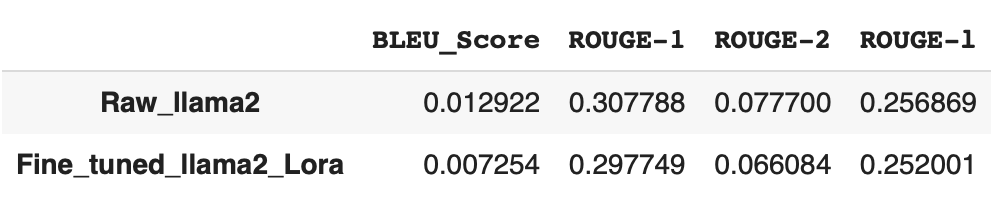 BLEU_Score ROUGE-1 ROUGE-2 ROUGE-l
Raw_llama2 0.012922 0.307788 0.077700 0.256869
Fine_tuned_llama2_Lora 0.007254 0.297749 0.066084 0.252001